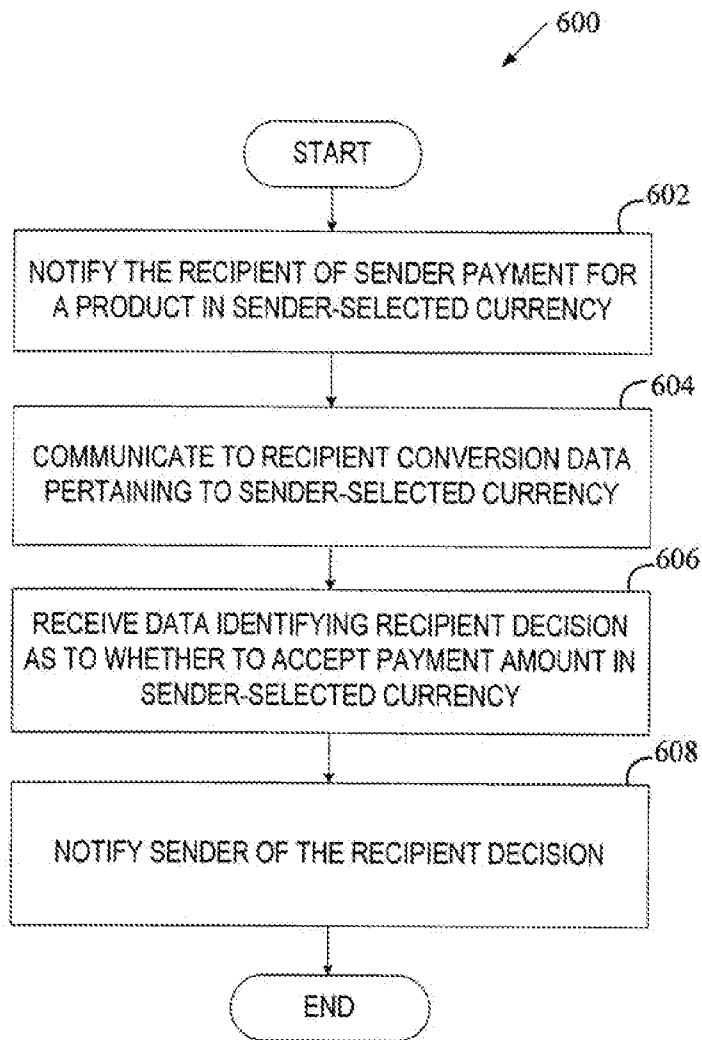 600
START
602
NOTIFY THE RECIPIENT OF SENDER PAYMENT FOR
A PRODUCT IN SENDER-SELECTED CURRENCY
604
COMMUNICATE TO RECIPIENT CONVERSION DATA
PERTAINING TO SENDER-SELECTED CURRENCY
606
RECEIVE DATA IDENTIFYING RECIPIENT DECISION
AS TO WHETHER TO ACCEPT PAYMENT AMOUNT IN
SENDER-SELECTED CURRENCY
608
NOTIFY SENDER OF THE RECIPIENT DECISION
END